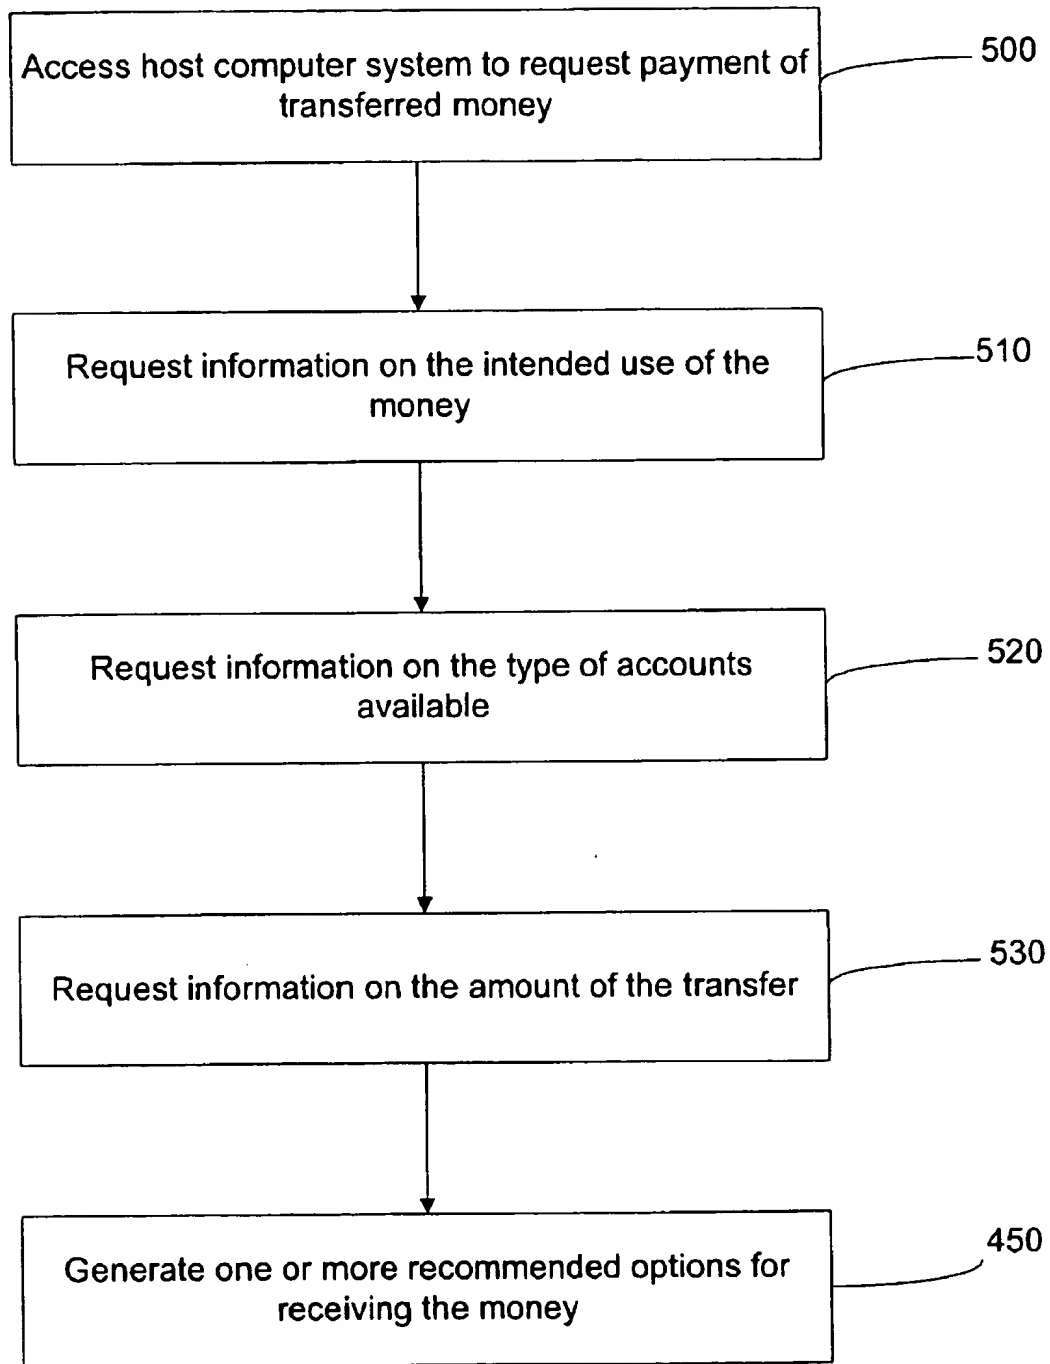 Access host computer system to request payment of
transferred money
500
Request information on the intended use of the
money
510
Request information on the type of accounts
available
520
Request information on the amount of the transfer
530
Generate one or more recommended options for
receiving the money
450